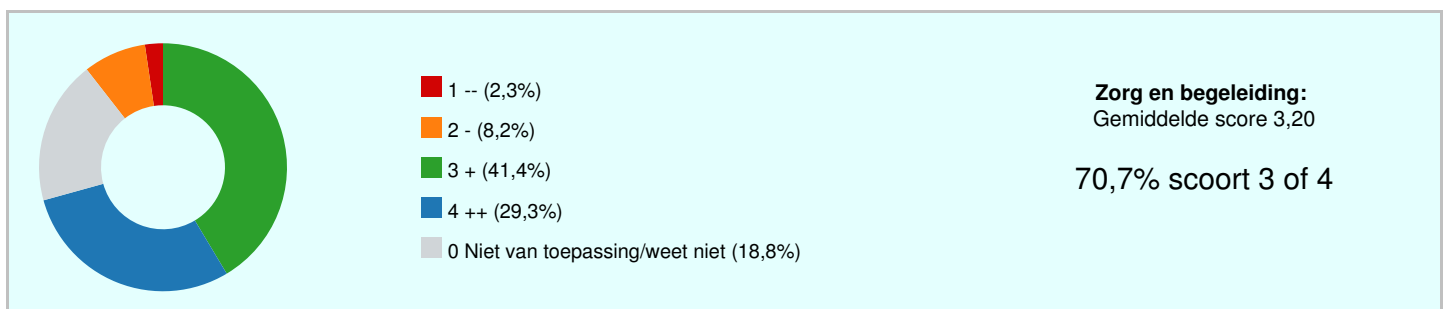 1 -- (2,3%)
2 - (8,2%)
3 + (41,4%)
4 ++ (29,3%)
0 Niet van toepassing/weet niet (18,8%)
Zorg en begeleiding:
Gemiddelde score 3,20
70,7% scoort 3 of 4